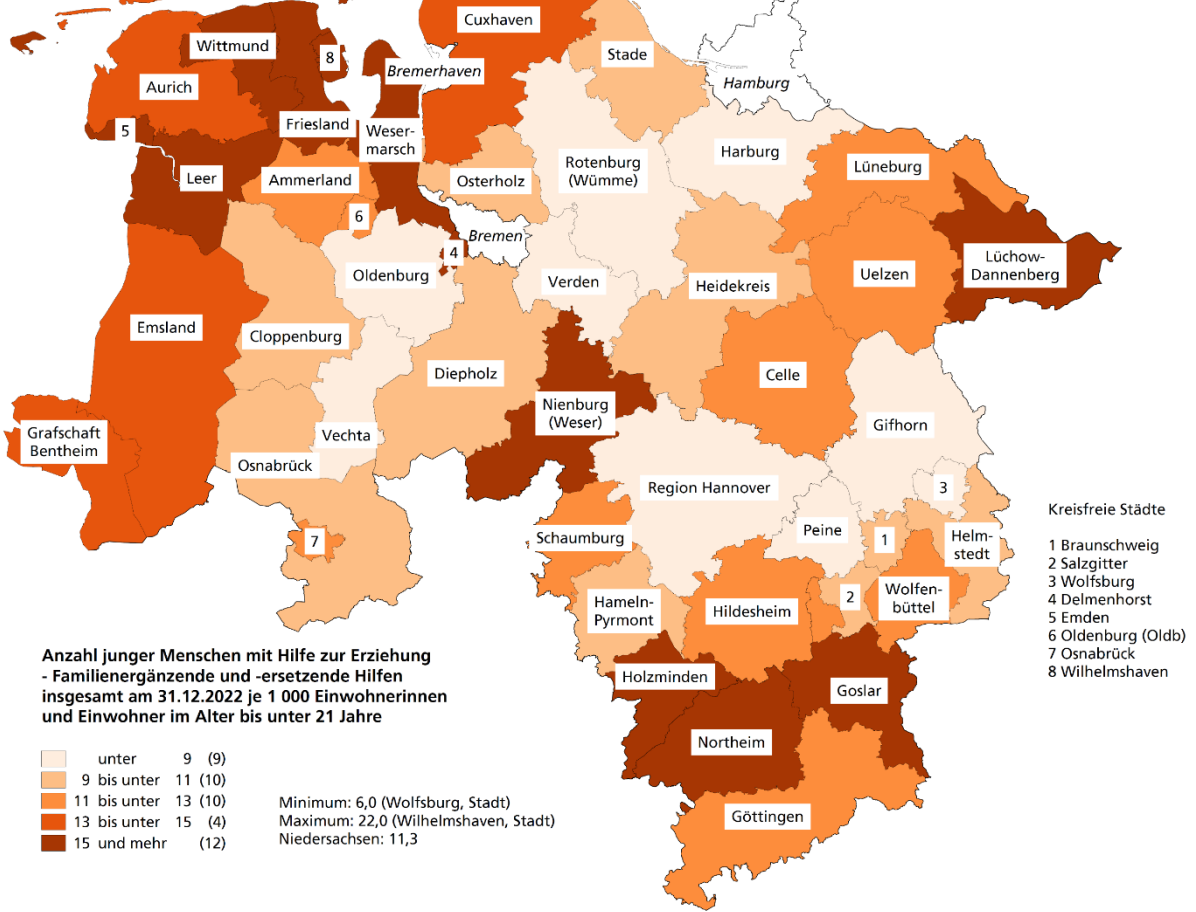 Cuxhaven
Wittmund
Stade
8
Bremerhaven
Aurich
Hamburg
5
Friesland
Weser-
marsch
Harburg
Rotenburg
(Wümme)
Lüneburg
Leer
Ammerland
Osterholz
6
Bremen
4
Oldenburg
Verden
Heidekreis
Uelzen
Lüchow-
Dannenberg
Emsland
Cloppenburg
Diepholz
Celle
Nienburg
(Weser)
Gifhorn
Grafschaft
Bentheim
Vechta
Osnabrück
Region Hannover
3
Peine
7
Schaumburg
1
Helm-
stedt
2
Wolfen-
büttel
Hameln-
Pyrmont
Hildesheim
Holzminden
Goslar
Northeim
Göttingen
Kreisfreie Städte
1 Braunschweig
2 Salzgitter
3 Wolfsburg
4 Delmenhorst
5 Emden
6 Oldenburg (Oldb)
7 Osnabrück
8 Wilhelmshaven
Anzahl junger Menschen mit Hilfe zur Erziehung
- Familienergänzende und -ersetzende Hilfen
insgesamt am 31.12.2022 je 1 000 Einwohnerinnen
und Einwohner im Alter bis unter 21 Jahre
unter 9 (9)
9 bis unter 11 (10)
11 bis unter 13 (10)
13 bis unter 15 (4)
15 und mehr (12)
Minimum: 6,0 (Wolfsburg, Stadt)
Maximum: 22,0 (Wilhelmshaven, Stadt)
Niedersachsen: 11,3